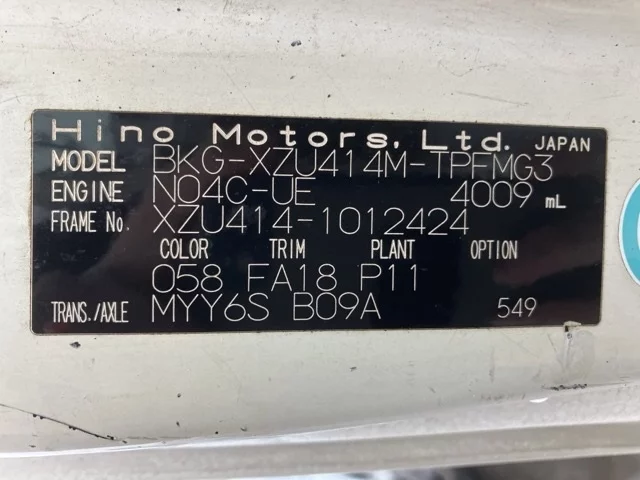 Hino Motors, Ltd. JAPAN
MODEL BKG-XZU414M-TPFMG3
ENGINE N04C-UE 4009 mL
FRAME No. XZU414-1012424
COLOR TRIM PLANT OPTION
058 FA18 P11
TRANS./AXLE MYY6S B09A 549